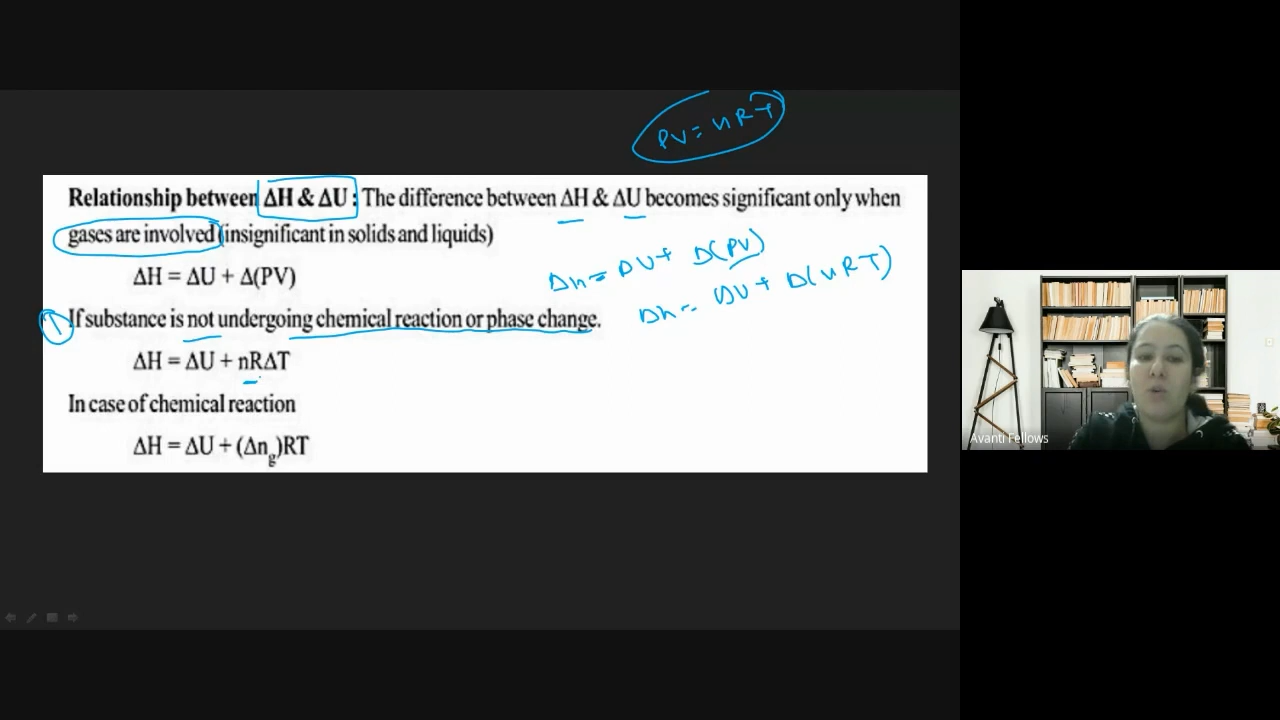 PV = nRT
Relationship between ΔH & ΔU : The difference between ΔH & ΔU becomes significant only when
gases are involved (insignificant in solids and liquids)
Δh = ΔU + Δ(PV)
ΔH = ΔU + Δ(PV)
Δh = ΔU + Δ(nRT)
① If substance is not undergoing chemical reaction or phase change.
ΔH = ΔU + nRΔT
In case of chemical reaction
ΔH = ΔU + (Δn_g)RT
Avanti Fellows